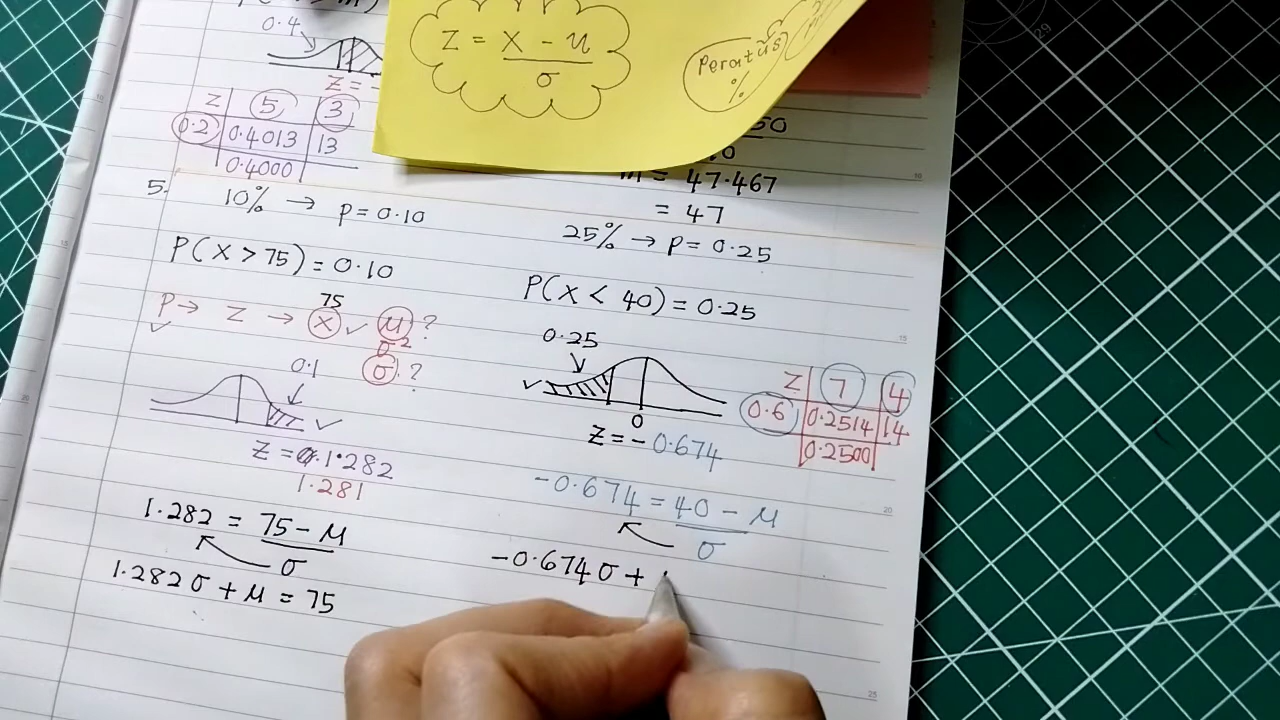 0.4
Z = -
Z 5 3
0.2 0.4013 13
0.4000
Z = X - μ
σ
Peratus
%
50
.0
= 47.467
= 47
5.
10% → p = 0.10
P(X > 75) = 0.10
75
P → Z → X ✓ μ ?
✓ σ²
σ ?
0.1
✓
Z = 1.282
1.281
1.282 = 75 - μ
σ
1.282σ + μ = 75
25% → p = 0.25
P(X < 40) = 0.25
0.25
✓
0
Z = - 0.674
Z 7 4
0.6 0.2514 14
0.2500
-0.674 = 40 - μ
σ
-0.674σ +